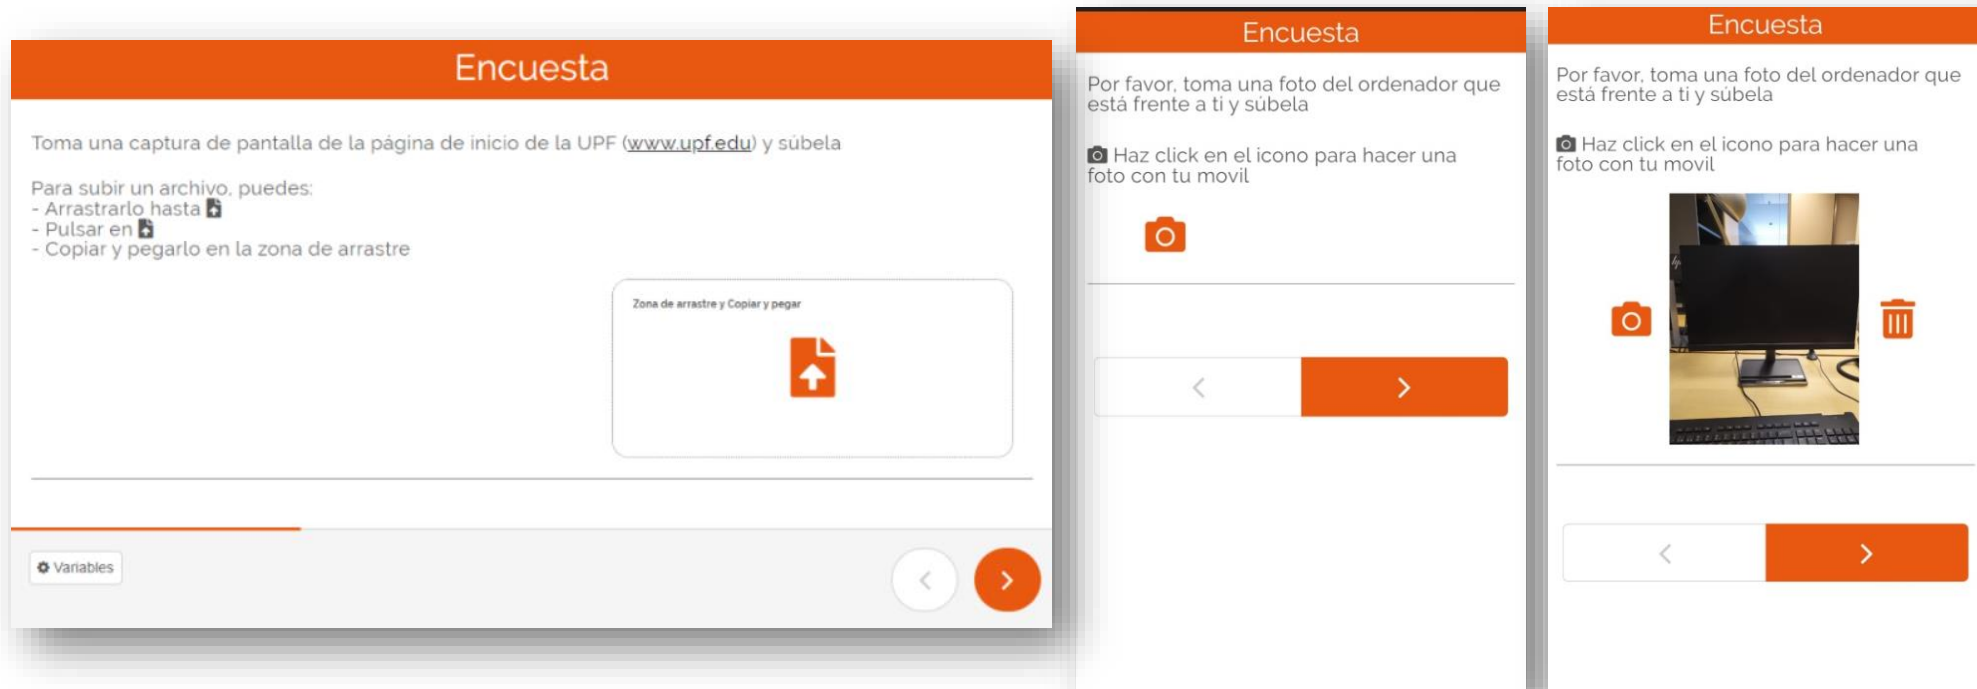 Encuesta
Toma una captura de pantalla de la página de inicio de la UPF (www.upf.edu) y súbela
Para subir un archivo, puedes:
- Arrastrarlo hasta
- Pulsar en
- Copiar y pegarlo en la zona de arrastre
Zona de arrastre y Copiar y pegar
Variables
Encuesta
Por favor, toma una foto del ordenador que
está frente a ti y súbela
Haz click en el icono para hacer una
foto con tu movil
Encuesta
Por favor, toma una foto del ordenador que
está frente a ti y súbela
Haz click en el icono para hacer una
foto con tu movil
hp